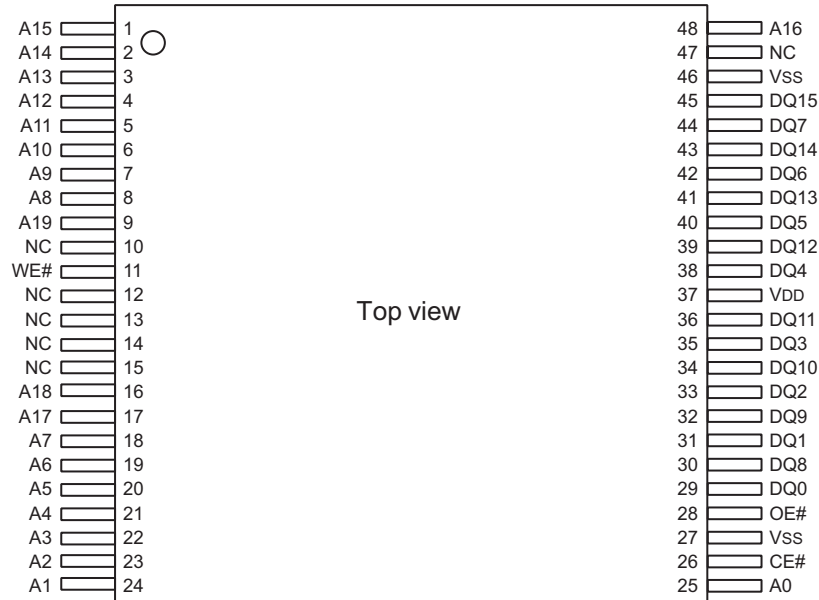 A15 1 48 A16
A14 2 47 NC
A13 3 46 VSS
A12 4 45 DQ15
A11 5 44 DQ7
A10 6 43 DQ14
A9 7 42 DQ6
A8 8 41 DQ13
A19 9 40 DQ5
NC 10 39 DQ12
WE# 11 38 DQ4
NC 12 37 VDD
NC 13 36 DQ11
NC 14 35 DQ3
NC 15 34 DQ10
A18 16 33 DQ2
A17 17 32 DQ9
A7 18 31 DQ1
A6 19 30 DQ8
A5 20 29 DQ0
A4 21 28 OE#
A3 22 27 VSS
A2 23 26 CE#
A1 24 25 A0
Top view